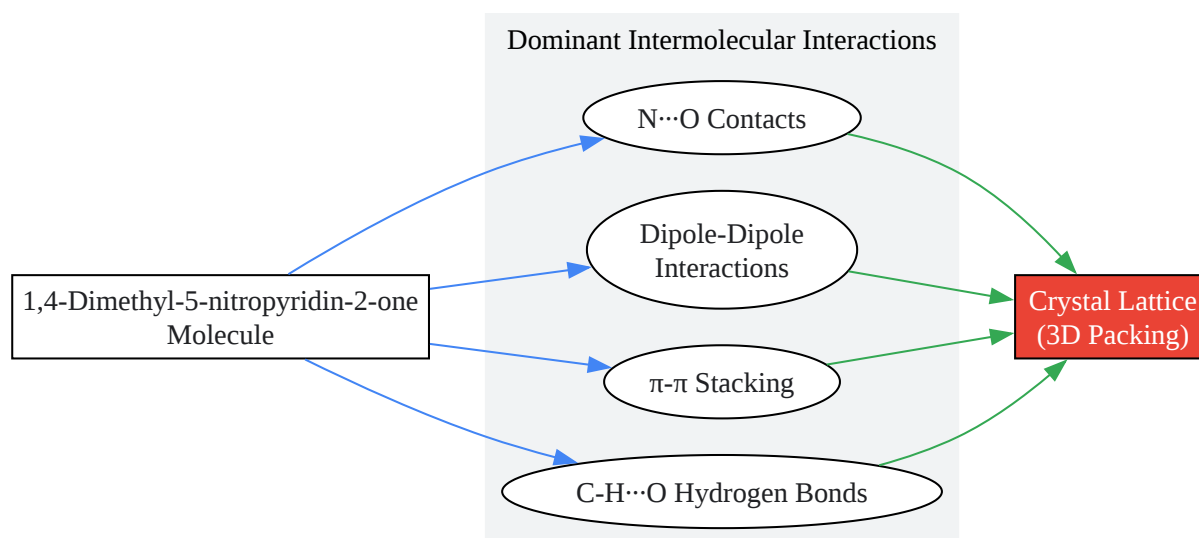 Dominant Intermolecular Interactions
N···O Contacts
Dipole-Dipole
Interactions
1,4-Dimethyl-5-nitropyridin-2-one
Molecule
Crystal Lattice
(3D Packing)
π-π Stacking
C-H···O Hydrogen Bonds